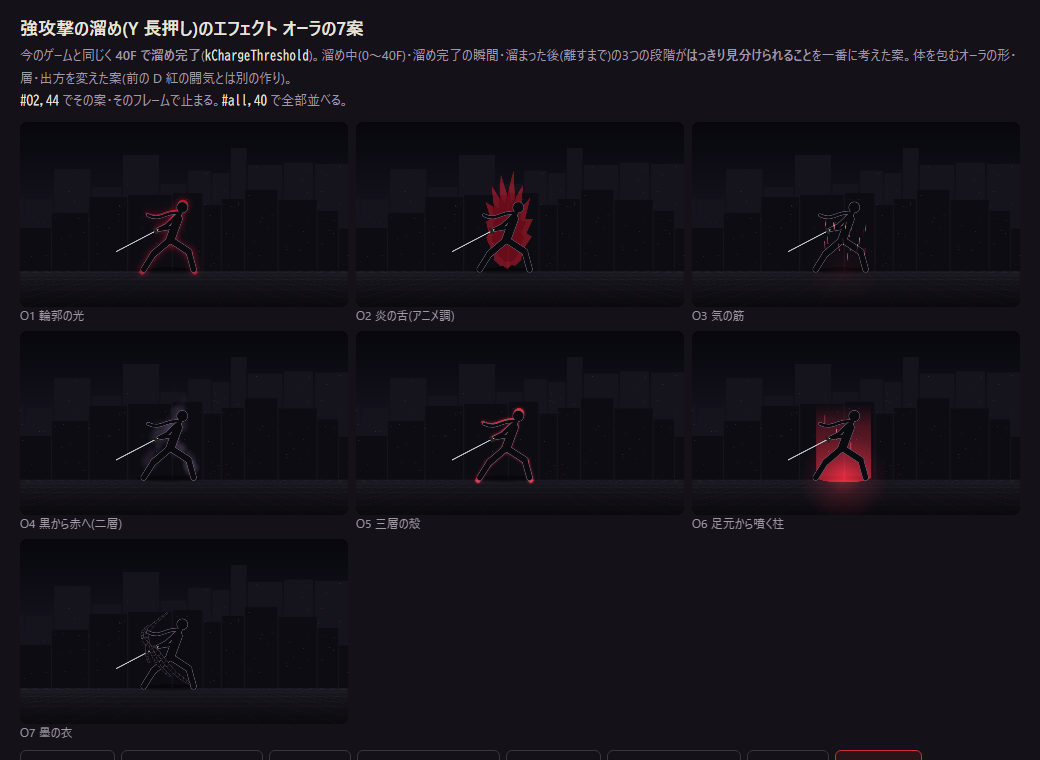 強攻撃の溜め(Y 長押し)のエフェクト オーラの7案
今のゲームと同じく 40F で溜め完了(kChargeThreshold)。溜め中(0〜40F)・溜め完了の瞬間・溜まった後(離すまで)の3つの段階がはっきり見分けられることを一番に考えた案。体を包むオーラの形・
層・出方を変えた案(前の D 紅の闘気とは別の作り)。
#02,44 でその案・そのフレームで止まる。#all,40 で全部並べる。
O1 輪郭の光
O2 炎の舌(アニメ調)
O3 気の筋
O4 黒から赤へ(二層)
O5 三層の殻
O6 足元から噴く柱
O7 墨の衣